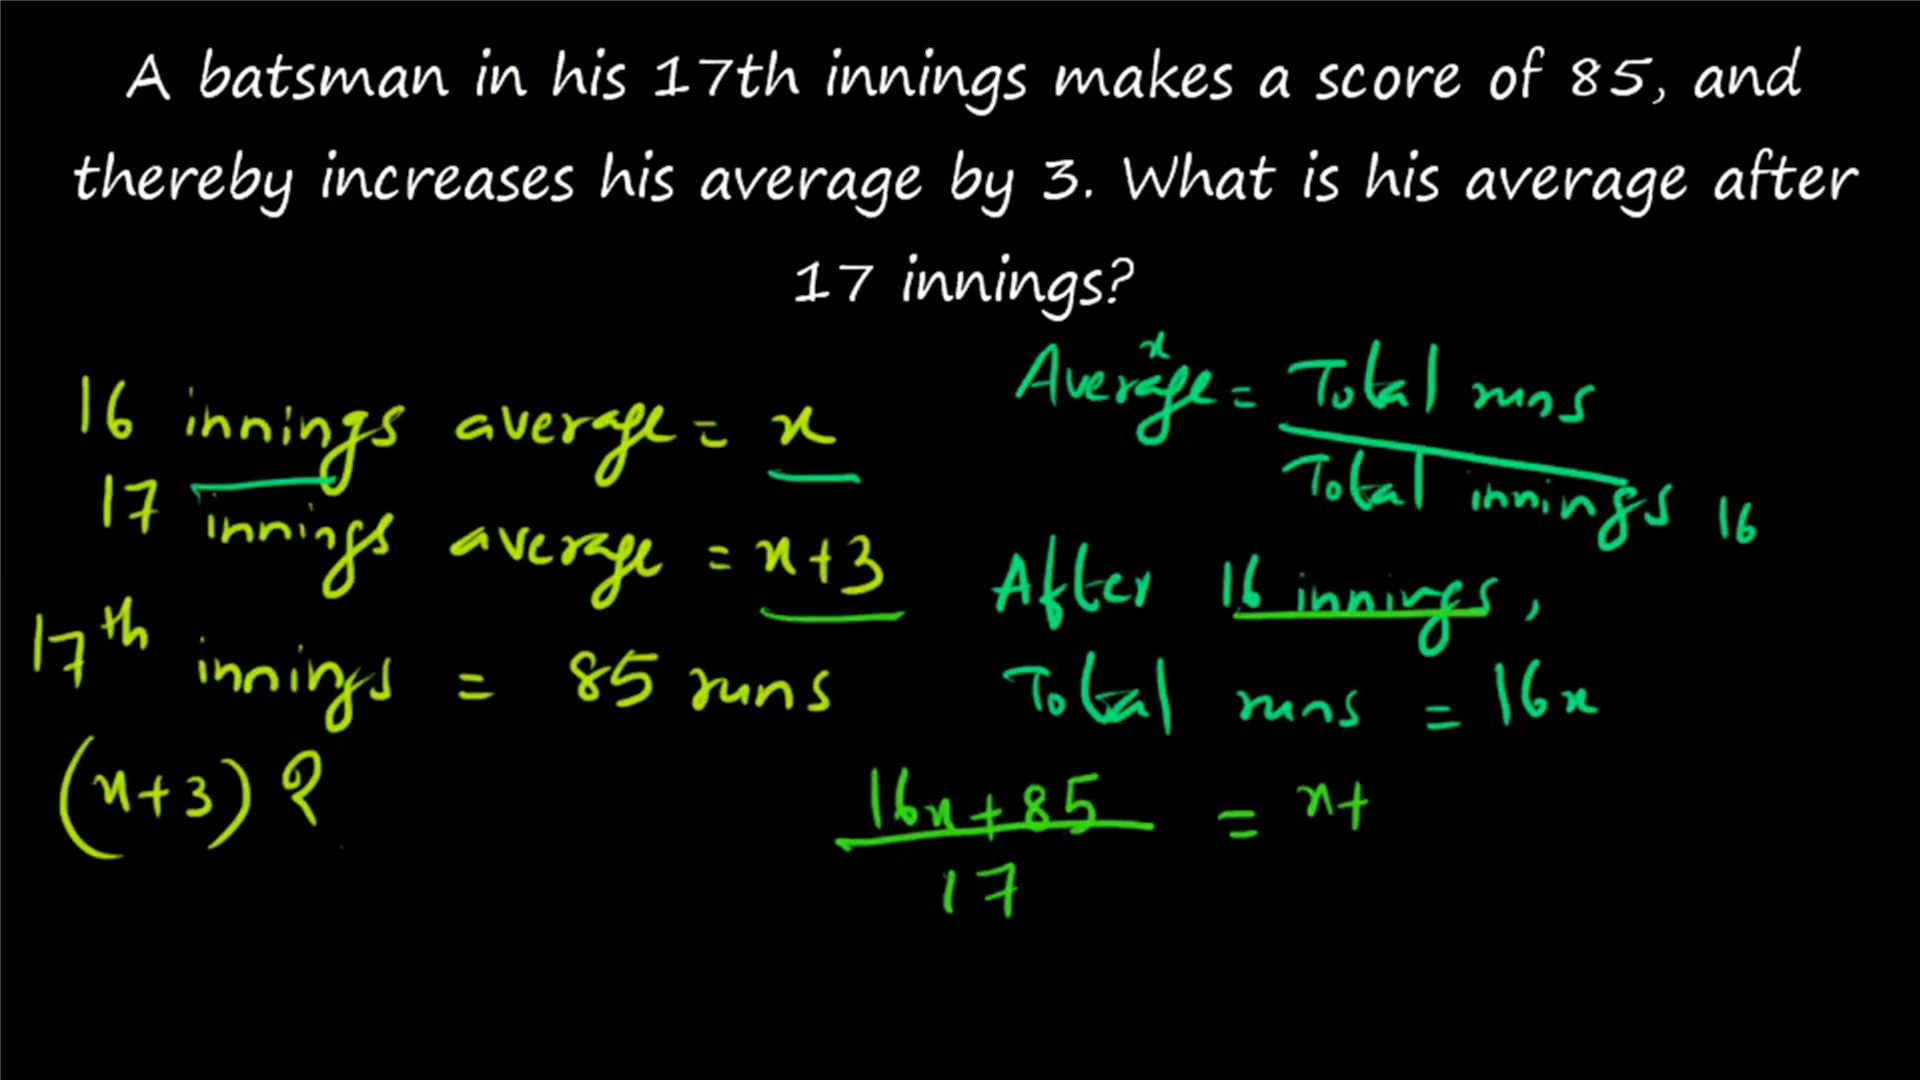 A batsman in his 17th innings makes a score of 85, and
thereby increases his average by 3. What is his average after
17 innings?
16 innings average = x
17 innings average = x+3
17th innings = 85 runs
(x+3) ?
x
Average = Total runs
Total innings 16
After 16 innings,
Total runs = 16x
16x+85 = x+
17